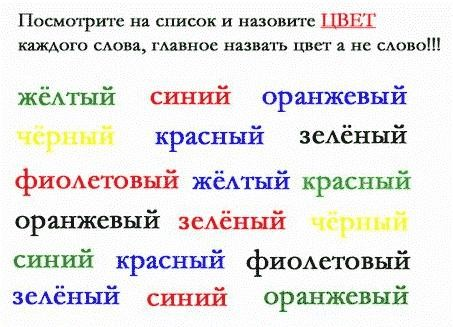 Посмотрите на список и назовите ЦВЕТ
каждого слова, главное назвать цвет а не слово!!!
жёлтый синий оранжевый
чёрный красный зелёный
фиолетовый жёлтый красный
оранжевый зелёный чёрный
синий красный фиолетовый
зелёный синий оранжевый